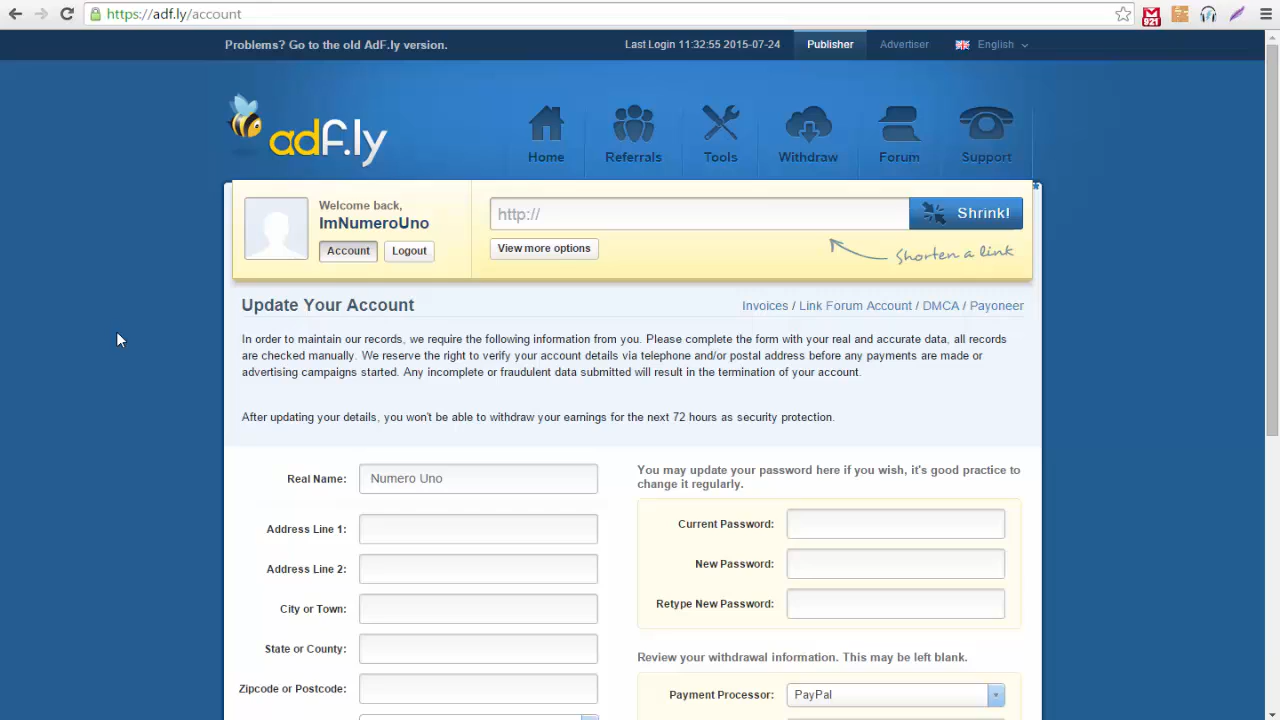 https://adf.ly/account
921
Problems? Go to the old AdF.ly version.
Last Login 11:32:55 2015-07-24
Publisher
Advertiser
English
adf.ly
Home
Referrals
Tools
Withdraw
Forum
Support
Welcome back,
ImNumeroUno
Account
Logout
http://
Shrink!
View more options
Shorten a link
Update Your Account
Invoices / Link Forum Account / DMCA / Payoneer
In order to maintain our records, we require the following information from you. Please complete the form with your real and accurate data, all records
are checked manually. We reserve the right to verify your account details via telephone and/or postal address before any payments are made or
advertising campaigns started. Any incomplete or fraudulent data submitted will result in the termination of your account.
After updating your details, you won't be able to withdraw your earnings for the next 72 hours as security protection.
Real Name:
Numero Uno
Address Line 1:
Address Line 2:
City or Town:
State or County:
Zipcode or Postcode:
You may update your password here if you wish, it's good practice to
change it regularly.
Current Password:
New Password:
Retype New Password:
Review your withdrawal information. This may be left blank.
Payment Processor:
PayPal